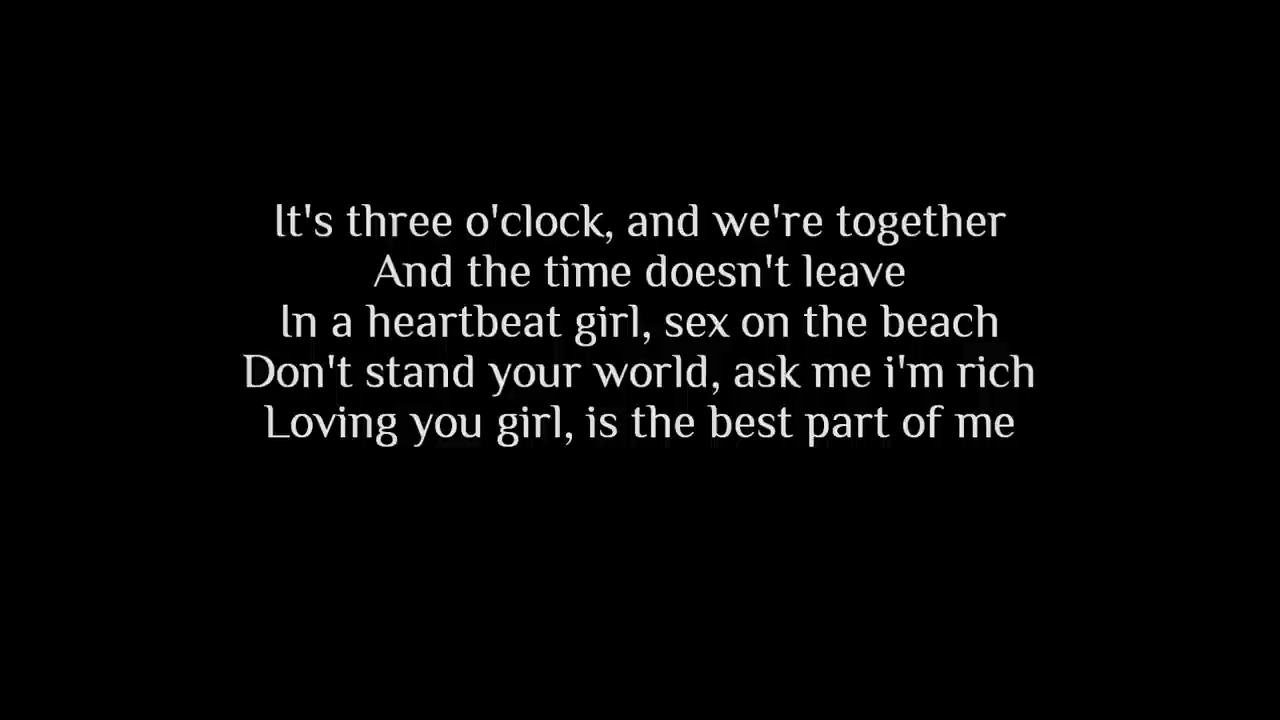 It's three o'clock, and we're together
And the time doesn't leave
In a heartbeat girl, sex on the beach
Don't stand your world, ask me i'm rich
Loving you girl, is the best part of me